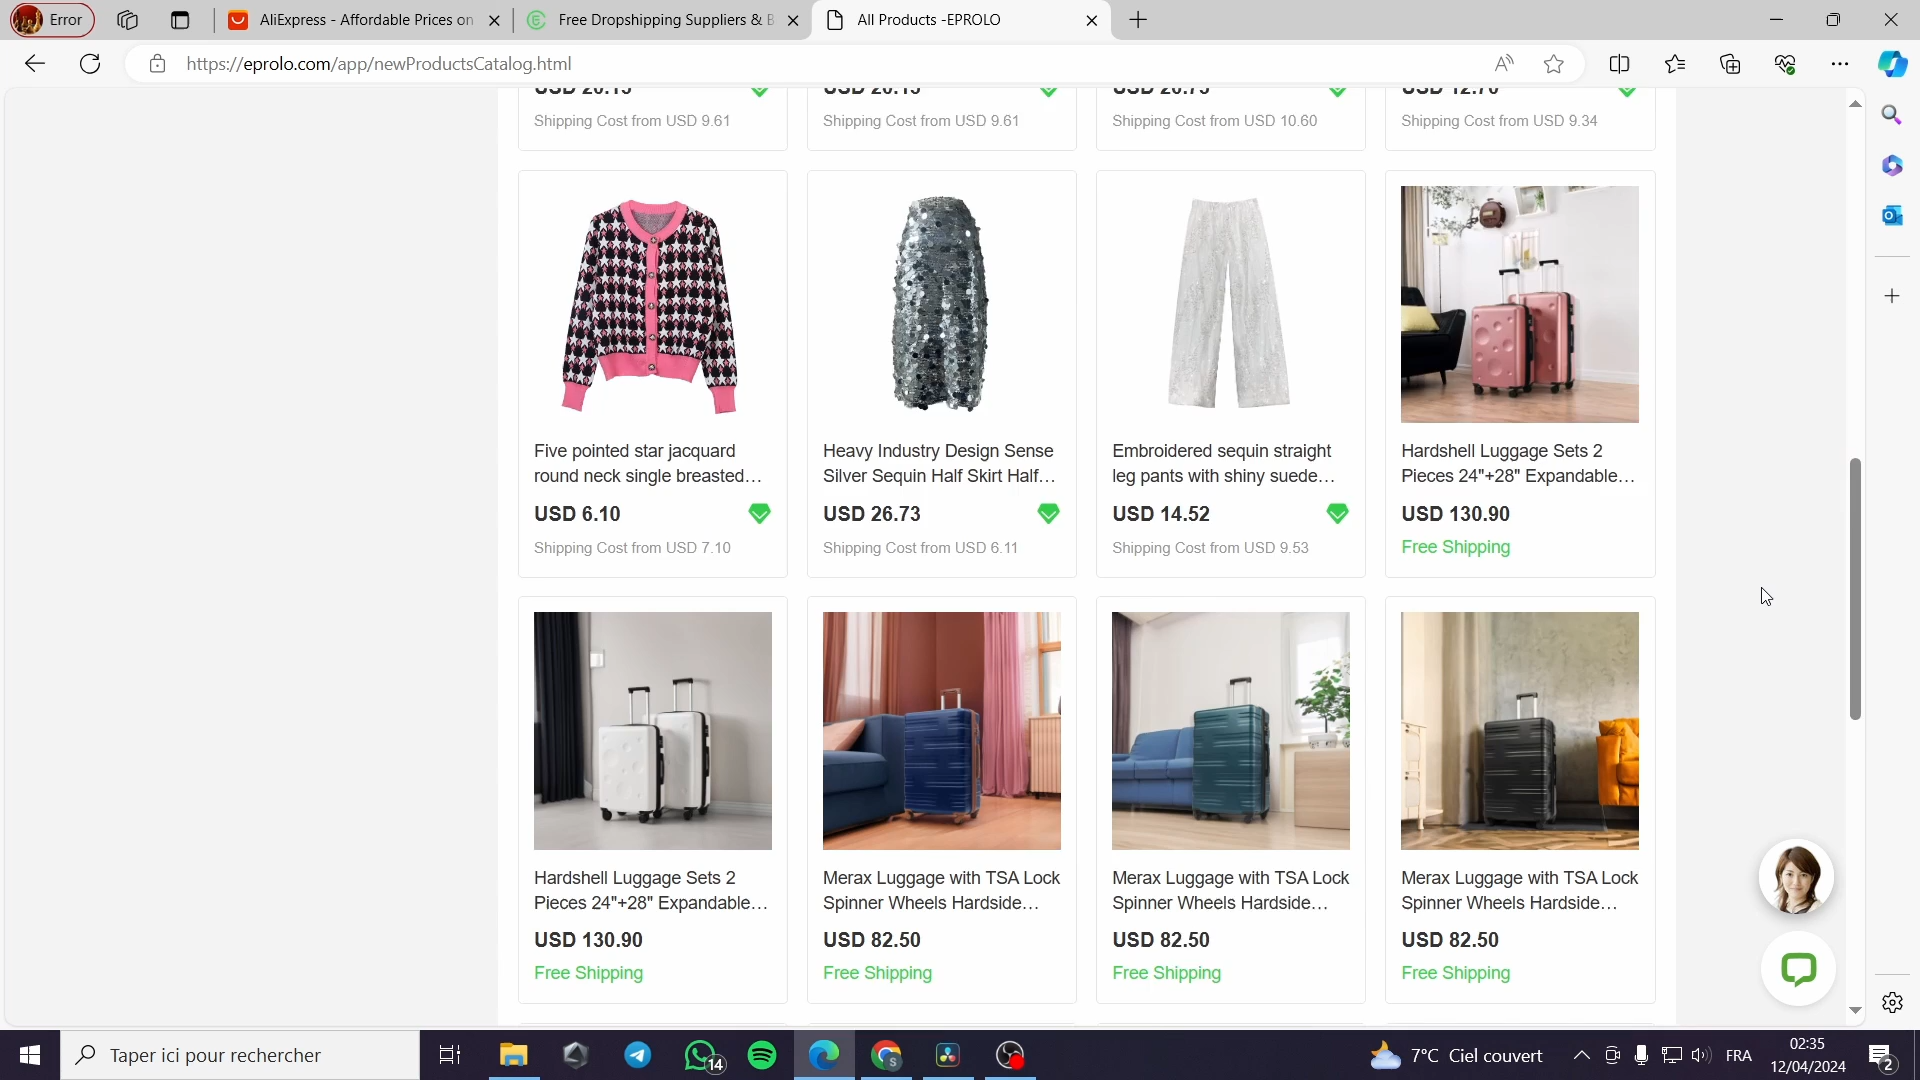 Error
AliExpress - Affordable Prices on
Free Dropshipping Suppliers & B
All Products -EPROLO
https://eprolo.com/app/newProductsCatalog.html
USD 20.15
USD 20.15
USD 20.75
USD 12.70
Shipping Cost from USD 9.61
Shipping Cost from USD 9.61
Shipping Cost from USD 10.60
Shipping Cost from USD 9.34
Five pointed star jacquard
round neck single breasted...
USD 6.10
Shipping Cost from USD 7.10
Heavy Industry Design Sense
Silver Sequin Half Skirt Half...
USD 26.73
Shipping Cost from USD 6.11
Embroidered sequin straight
leg pants with shiny suede...
USD 14.52
Shipping Cost from USD 9.53
Hardshell Luggage Sets 2
Pieces 24"+28" Expandable...
USD 130.90
Free Shipping
Hardshell Luggage Sets 2
Pieces 24"+28" Expandable...
USD 130.90
Free Shipping
Merax Luggage with TSA Lock
Spinner Wheels Hardside...
USD 82.50
Free Shipping
Merax Luggage with TSA Lock
Spinner Wheels Hardside...
USD 82.50
Free Shipping
Merax Luggage with TSA Lock
Spinner Wheels Hardside...
USD 82.50
Free Shipping
Taper ici pour rechercher
14
7°C Ciel couvert
FRA
02:35
12/04/2024
2